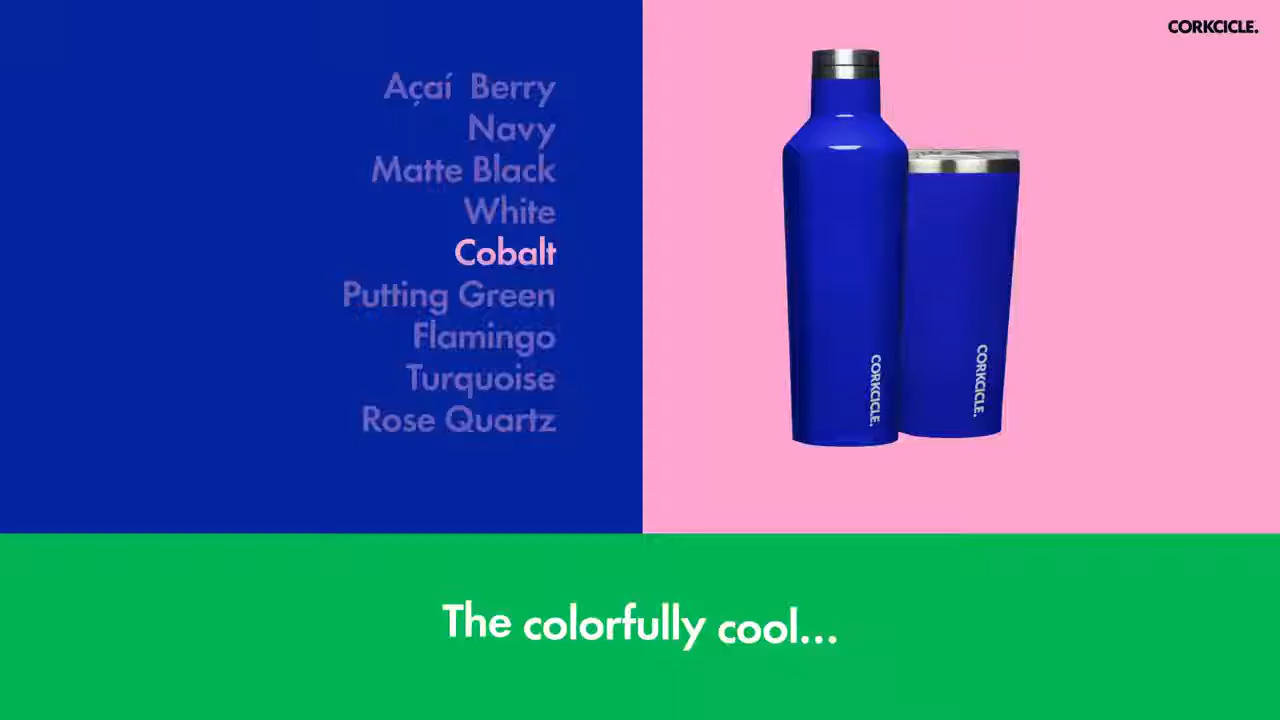 CORKCICLE.
Açaí Berry
Navy
Matte Black
White
Cobalt
Putting Green
Flamingo
Turquoise
Rose Quartz
CORKCICLE.
CORKCICLE.
The colorfully cool...